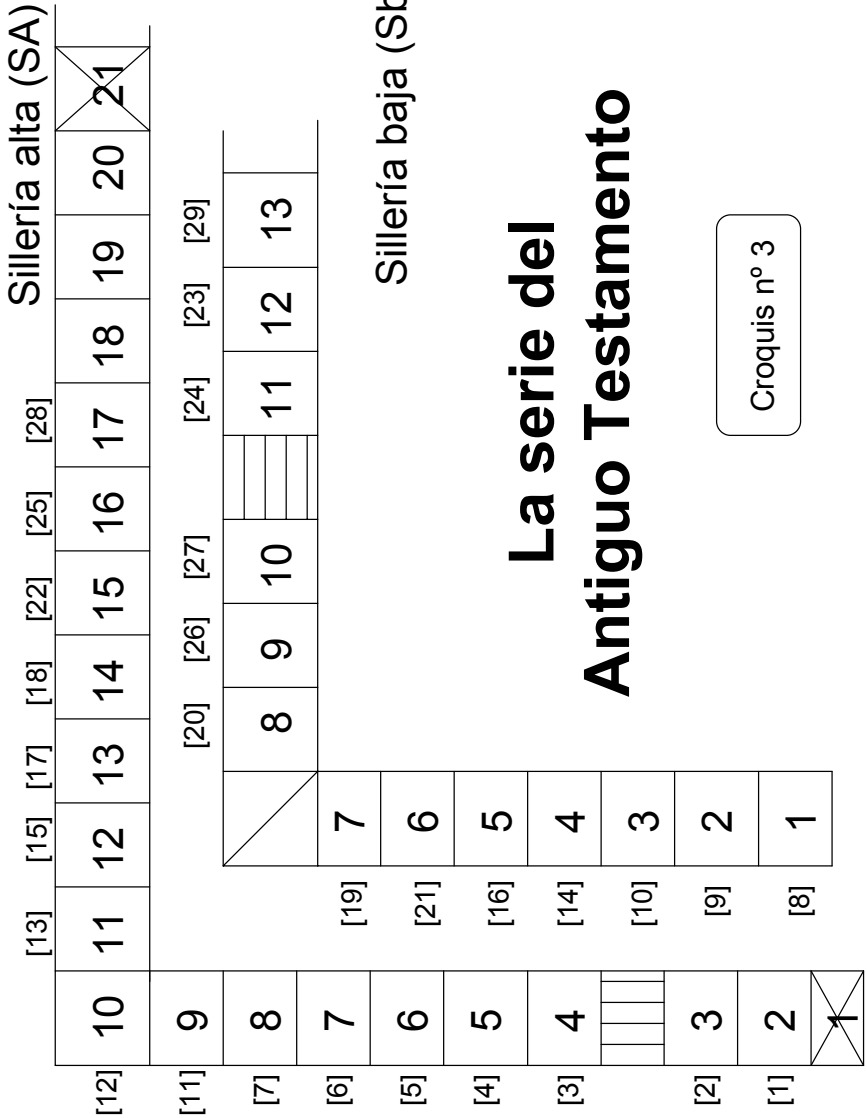 Sillería alta (SA)
[13] [15] [17] [18] [22] [25] [28]
[12] 10 11 12 13 14 15 16 17 18 19 20 21
[11] 9 [20] [26] [27] [24] [23] [29]
[7] 8 8 9 10 11 12 13
[6] 7 [19] 7
Sillería baja (Sb
[5] 6 [21] 6
[4] 5 [16] 5
[3] 4 [14] 4
[10] 3
[2] 3 [9] 2
[1] 2 [8] 1
1
La serie del
Antiguo Testamento
Croquis nº 3